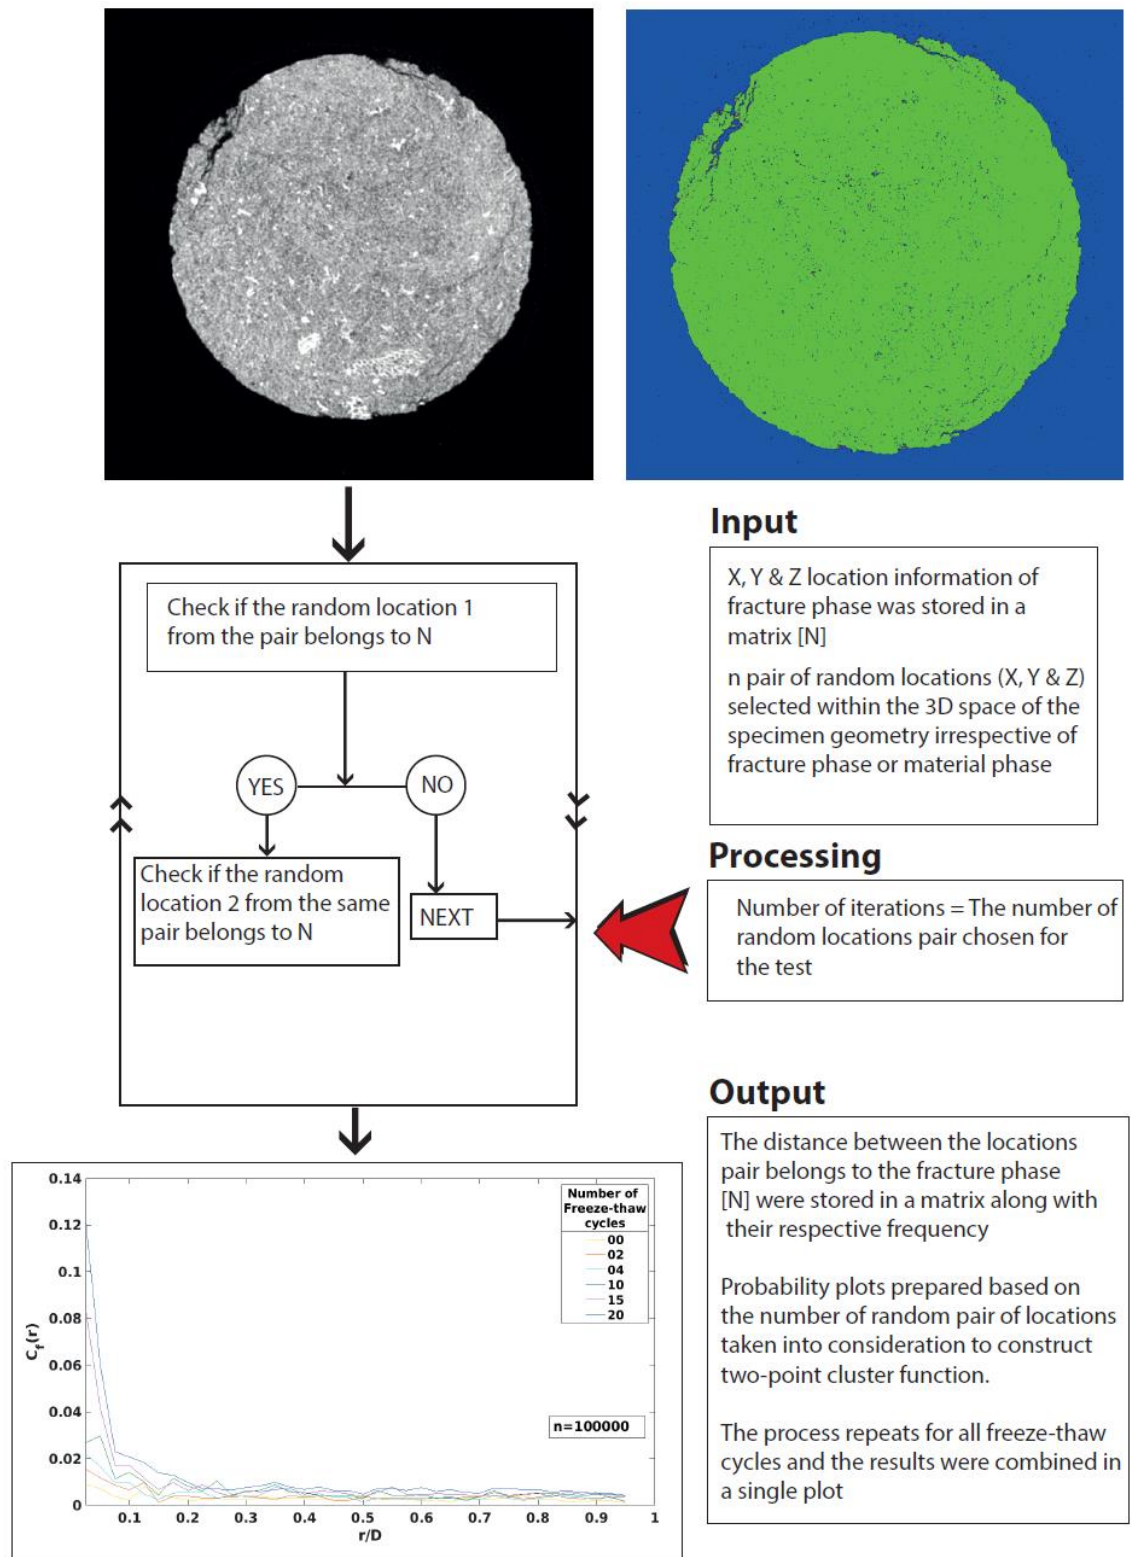 Input
X, Y & Z location information of
fracture phase was stored in a
matrix [N]
n pair of random locations (X, Y & Z)
selected within the 3D space of the
specimen geometry irrespective of
fracture phase or material phase
Check if the random location 1
from the pair belongs to N
YES
NO
Check if the random
location 2 from the same
pair belongs to N
NEXT
Processing
Number of iterations = The number of
random locations pair chosen for
the test
Output
The distance between the locations
pair belongs to the fracture phase
[N] were stored in a matrix along with
their respective frequency
Probability plots prepared based on
the number of random pair of locations
taken into consideration to construct
two-point cluster function.
The process repeats for all freeze-thaw
cycles and the results were combined in
a single plot
0.14
0.12
0.1
0.08
0.06
0.04
0.02
0
Cf(r)
Number of
Freeze-thaw
cycles
00
02
04
10
15
20
n=100000
0.1 0.2 0.3 0.4 0.5 0.6 0.7 0.8 0.9 1
r/D